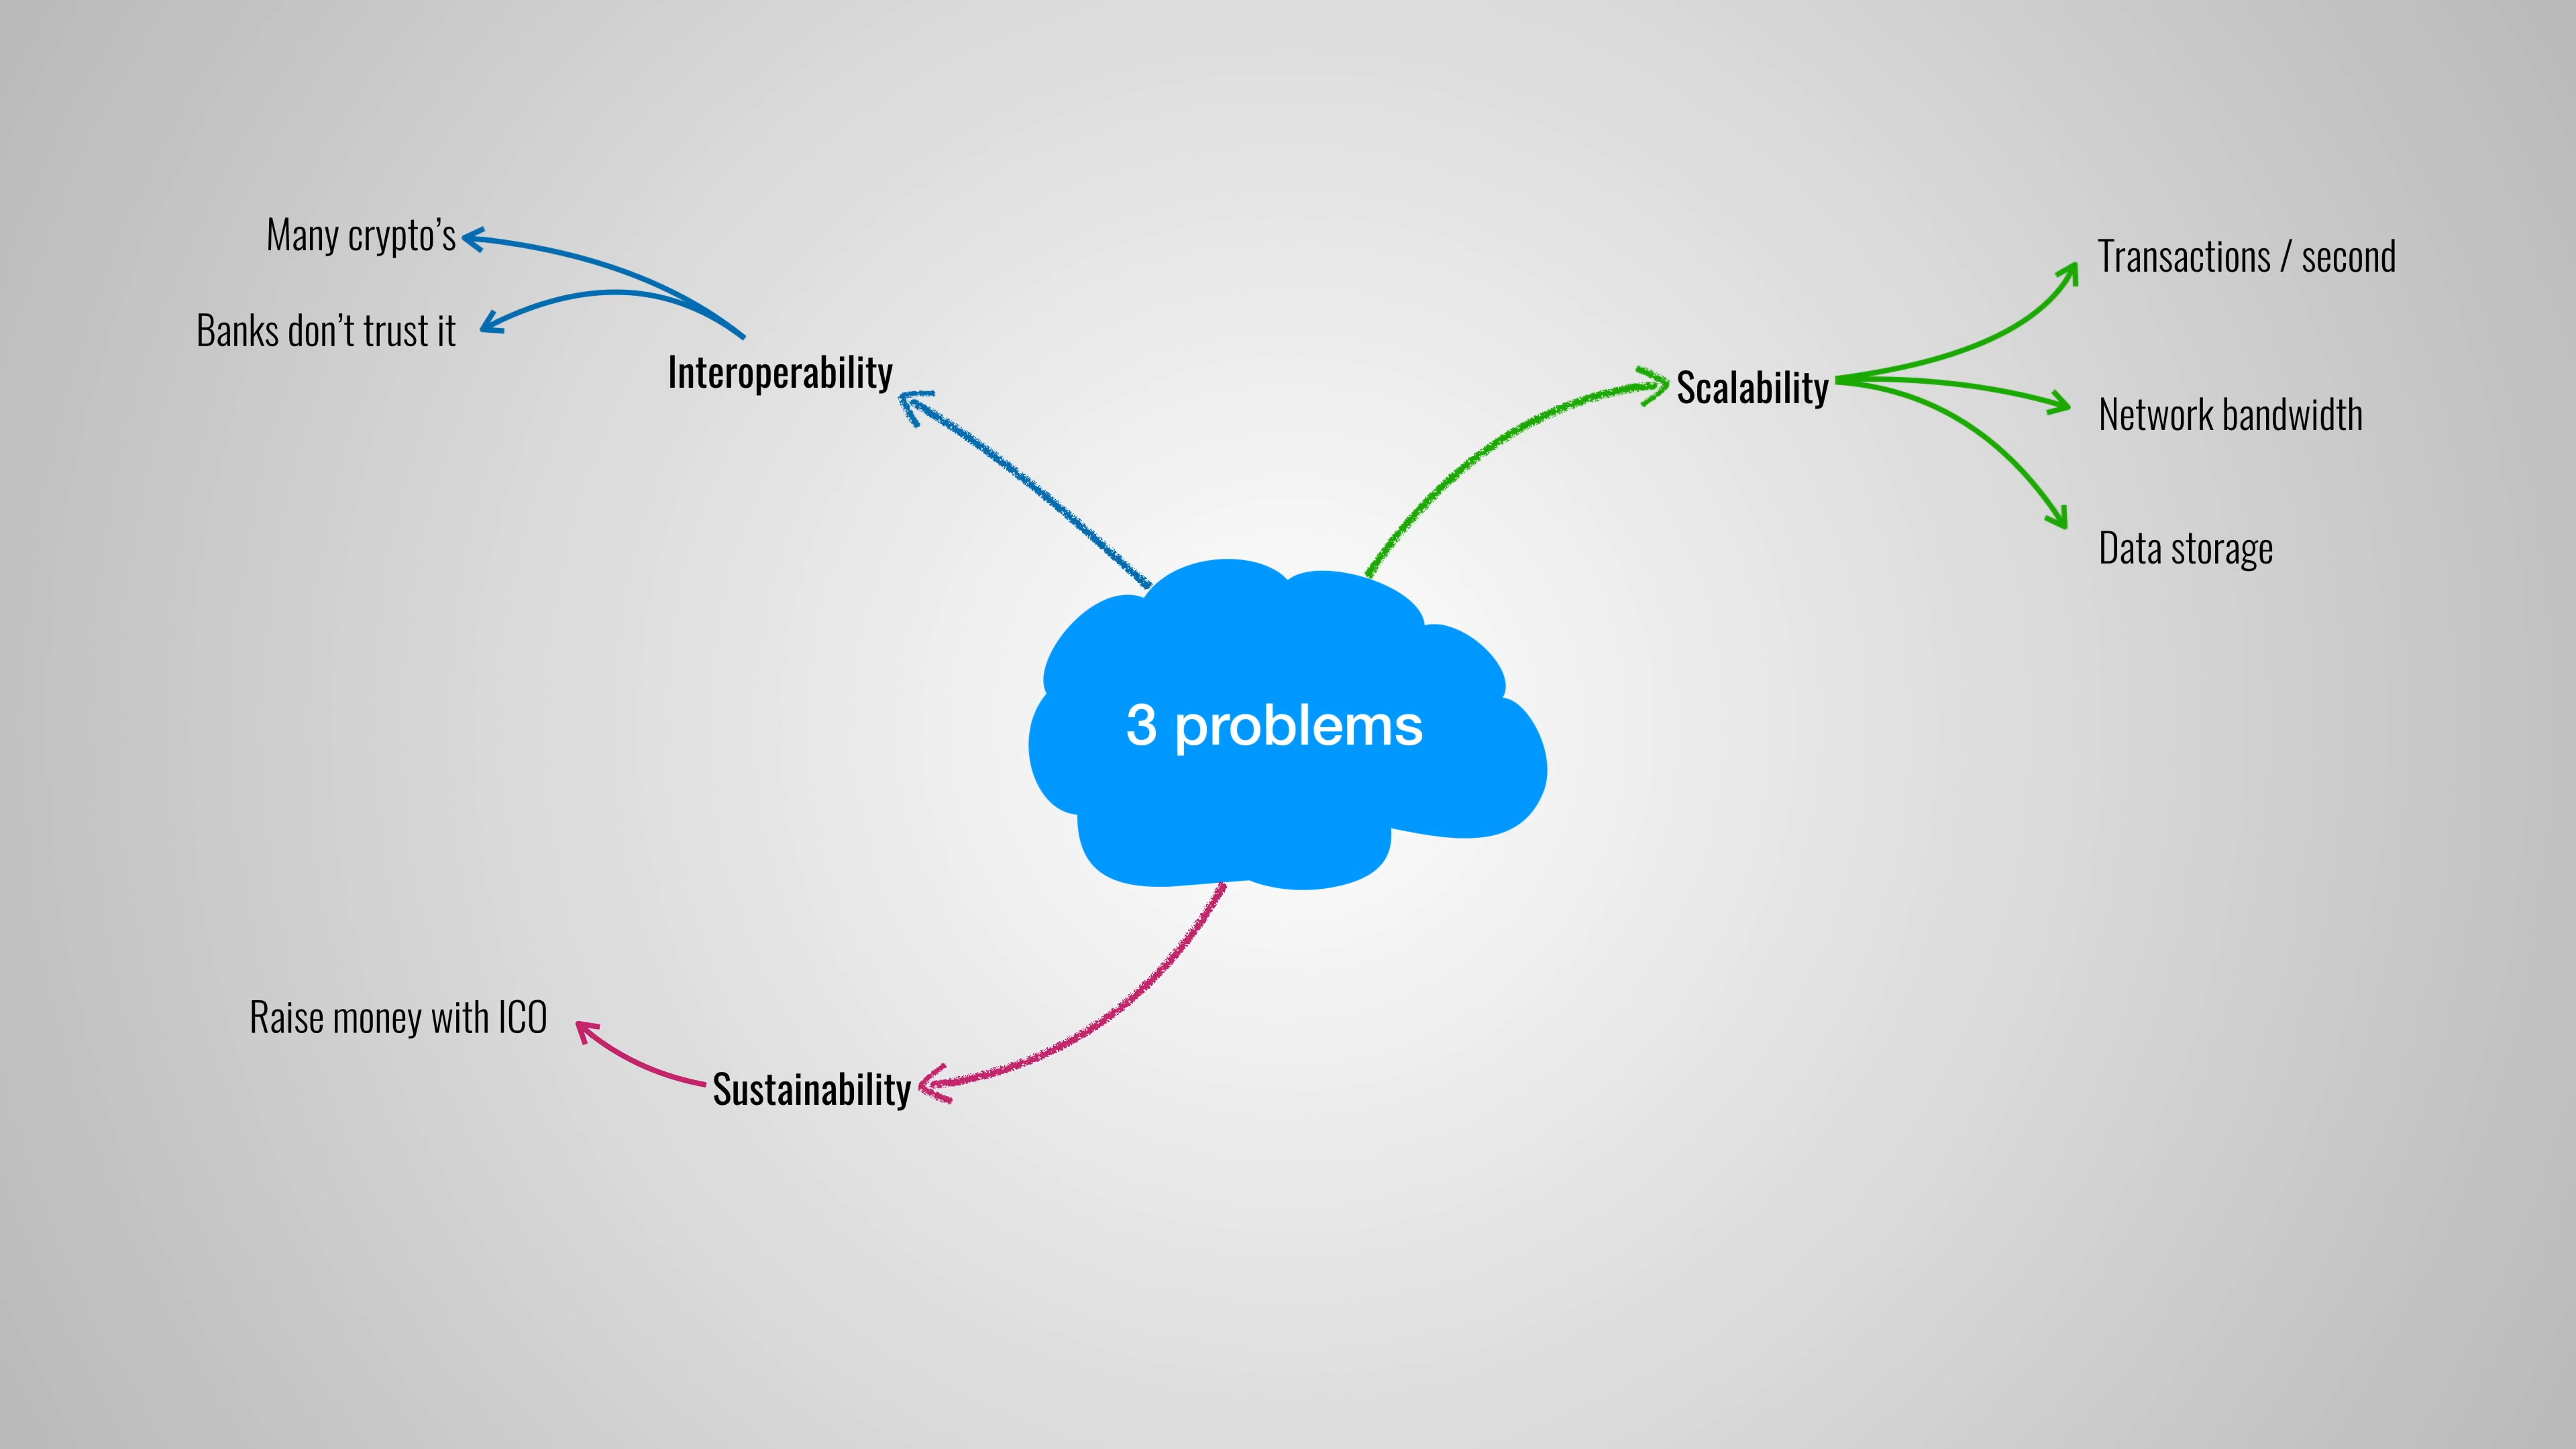 Many crypto’s
Banks don’t trust it
Interoperability
Scalability
Transactions / second
Network bandwidth
Data storage
3 problems
Raise money with ICO
Sustainability